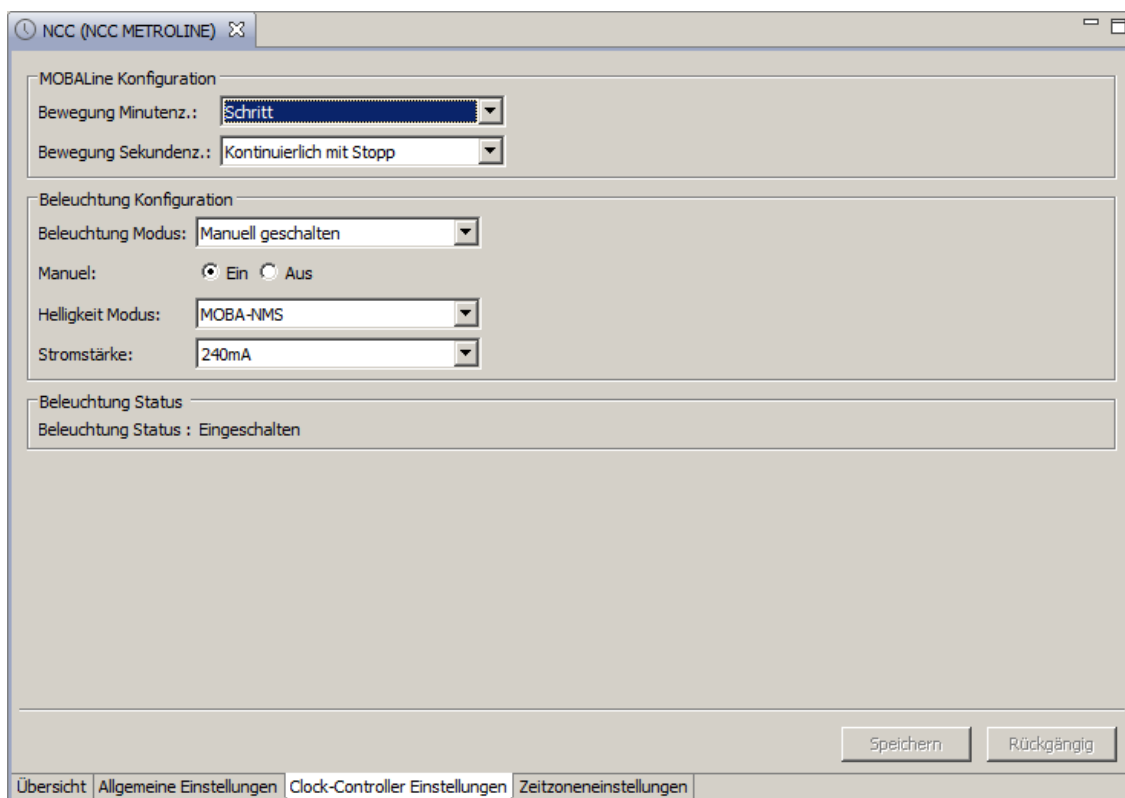 NCC (NCC METROLINE)
MOBALine Konfiguration
Bewegung Minutenz.: Schritt
Bewegung Sekundenz.: Kontinuierlich mit Stopp
Beleuchtung Konfiguration
Beleuchtung Modus: Manuell geschalten
Manuel: Ein Aus
Helligkeit Modus: MOBA-NMS
Stromstärke: 240mA
Beleuchtung Status
Beleuchtung Status : Eingeschalten
Speichern Rückgängig
Übersicht Allgemeine Einstellungen Clock-Controller Einstellungen Zeitzoneneinstellungen